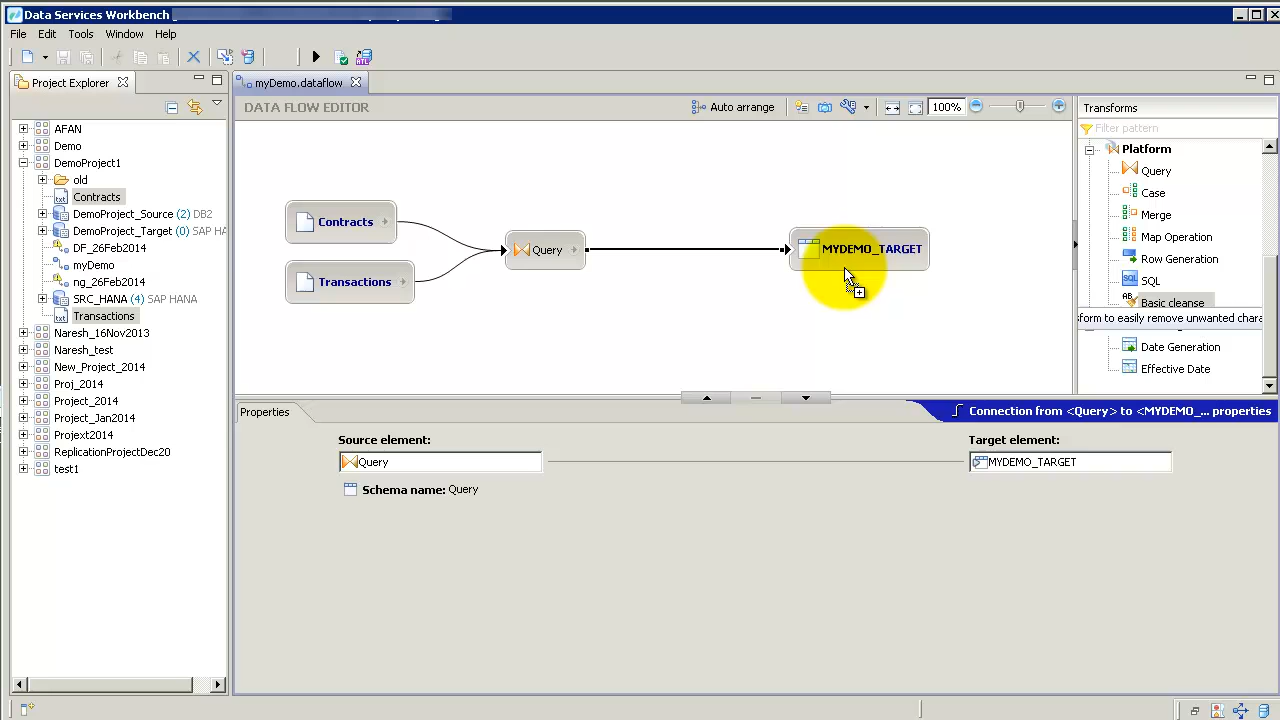 Data Services Workbench
File Edit Tools Window Help
Project Explorer
myDemo.dataflow
DATA FLOW EDITOR
Auto arrange
100%
Transforms
Filter pattern
AFAN
Demo
DemoProject1
old
Contracts
DemoProject_Source (2) DB2
DemoProject_Target (0) SAP HA
DF_26Feb2014
myDemo
ng_26Feb2014
SRC_HANA (4) SAP HANA
Transactions
Naresh_16Nov2013
Naresh_test
New_Project_2014
Proj_2014
Project_2014
Project_Jan2014
Projext2014
ReplicationProjectDec20
test1
Contracts
Transactions
Query
MYDEMO_TARGET
Platform
Query
Case
Merge
Map Operation
Row Generation
SQL
SQL
Basic cleanse
sform to easily remove unwanted chara
Date Generation
Effective Date
Properties
Connection from <Query> to <MYDEMO_... properties
Source element:
Query
Target element:
MYDEMO_TARGET
Schema name: Query